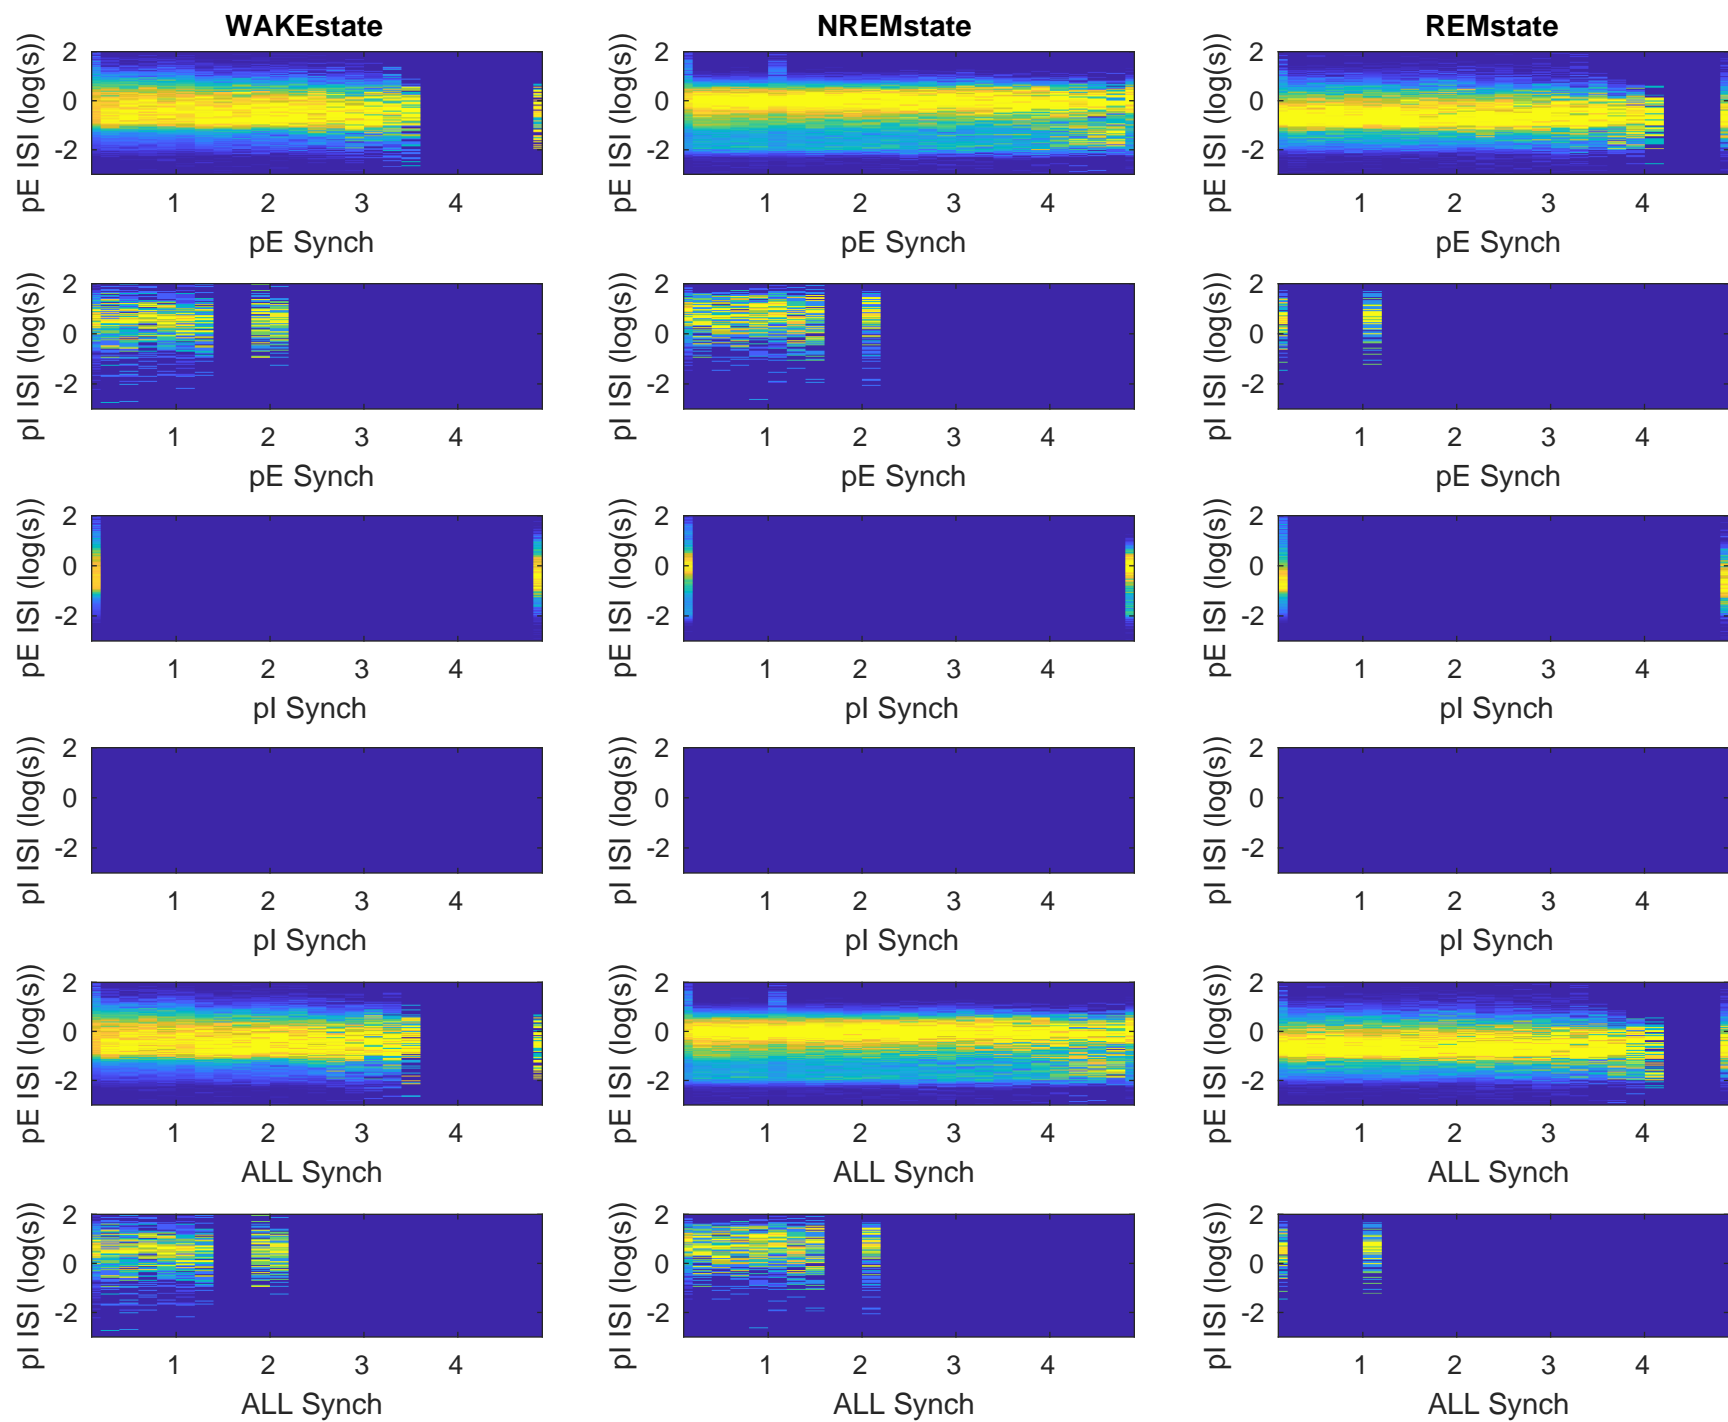 WAKEstate NREMstate REMstate
pE ISI (log(s)) 2 0 -2 pE ISI (log(s)) 2 0 -2 pE ISI (log(s)) 2 0 -2
1 2 3 4 1 2 3 4 1 2 3 4
pE Synch pE Synch pE Synch
pI ISI (log(s)) 2 0 -2 pI ISI (log(s)) 2 0 -2 pI ISI (log(s)) 2 0 -2
1 2 3 4 1 2 3 4 1 2 3 4
pE Synch pE Synch pE Synch
pE ISI (log(s)) 2 0 -2 pE ISI (log(s)) 2 0 -2 pE ISI (log(s)) 2 0 -2
1 2 3 4 1 2 3 4 1 2 3 4
pI Synch pI Synch pI Synch
pI ISI (log(s)) 2 0 -2 pI ISI (log(s)) 2 0 -2 pI ISI (log(s)) 2 0 -2
1 2 3 4 1 2 3 4 1 2 3 4
pI Synch pI Synch pI Synch
pE ISI (log(s)) 2 0 -2 pE ISI (log(s)) 2 0 -2 pE ISI (log(s)) 2 0 -2
1 2 3 4 1 2 3 4 1 2 3 4
ALL Synch ALL Synch ALL Synch
pI ISI (log(s)) 2 0 -2 pI ISI (log(s)) 2 0 -2 pI ISI (log(s)) 2 0 -2
1 2 3 4 1 2 3 4 1 2 3 4
ALL Synch ALL Synch ALL Synch